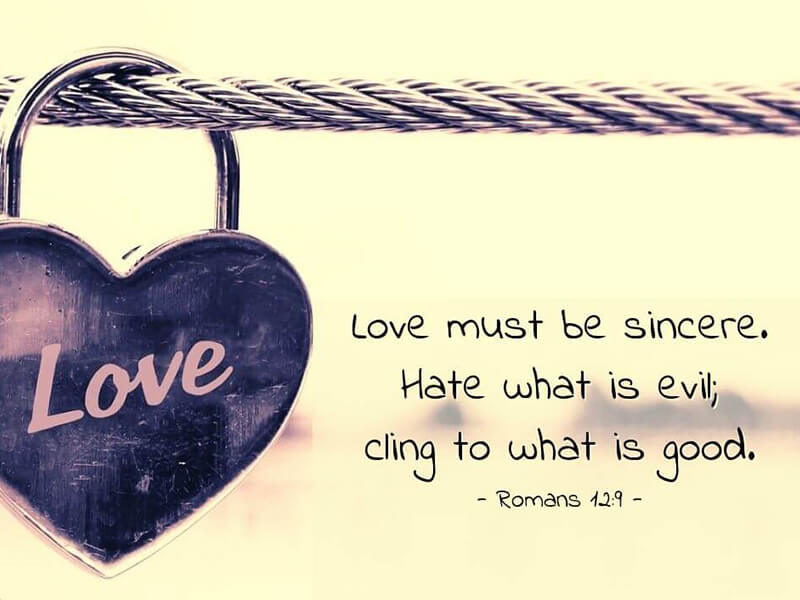 Love
Love must be sincere.
Hate what is evil;
cling to what is good.
- Romans 12:9 -